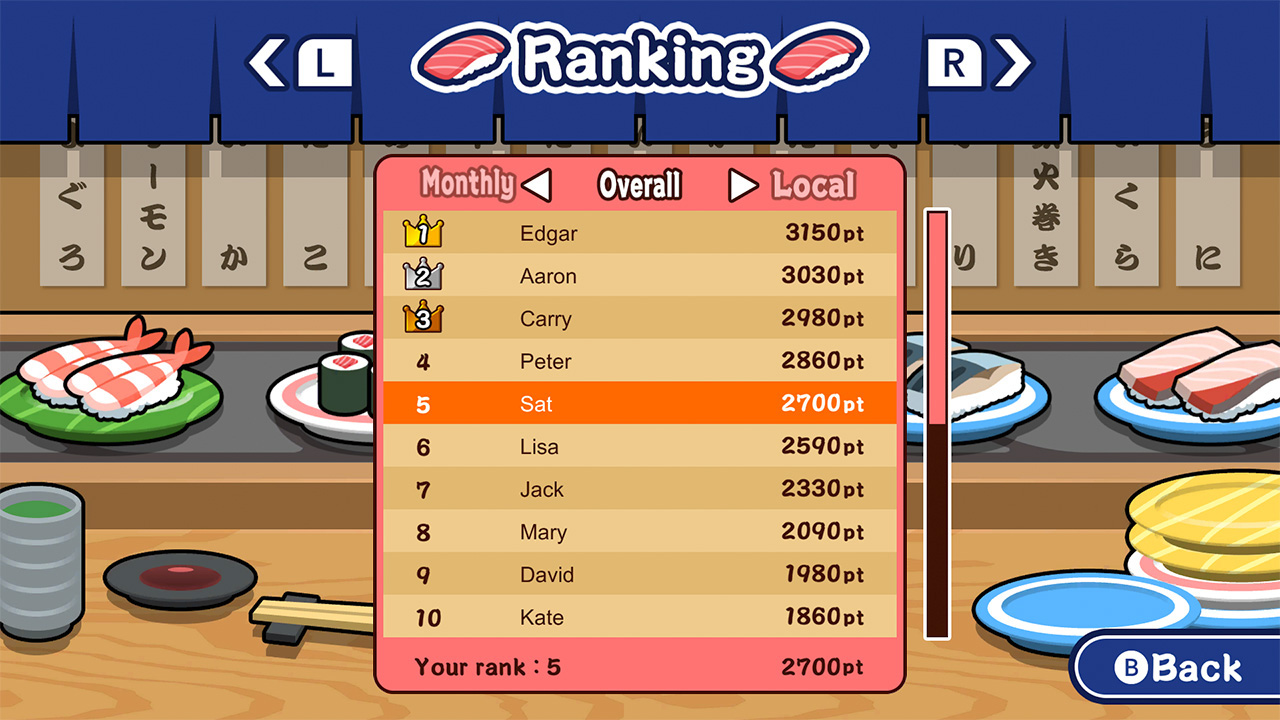 L Ranking R
Monthly Overall Local
1 Edgar 3150pt
2 Aaron 3030pt
3 Carry 2980pt
4 Peter 2860pt
5 Sat 2700pt
6 Lisa 2590pt
7 Jack 2330pt
8 Mary 2090pt
9 David 1980pt
10 Kate 1860pt
Your rank : 5 2700pt
B Back
ぐろ
ーモン
か
こ
り
火巻き
くら
に